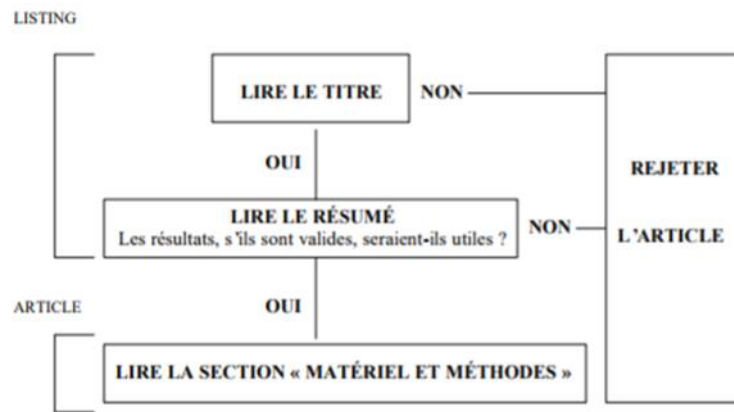 LISTING
LIRE LE TITRE NON
OUI
REJETER
LIRE LE RÉSUMÉ
Les résultats, s'ils sont valides, seraient-ils utiles ?
NON
L'ARTICLE
ARTICLE
OUI
LIRE LA SECTION « MATÉRIEL ET MÉTHODES »